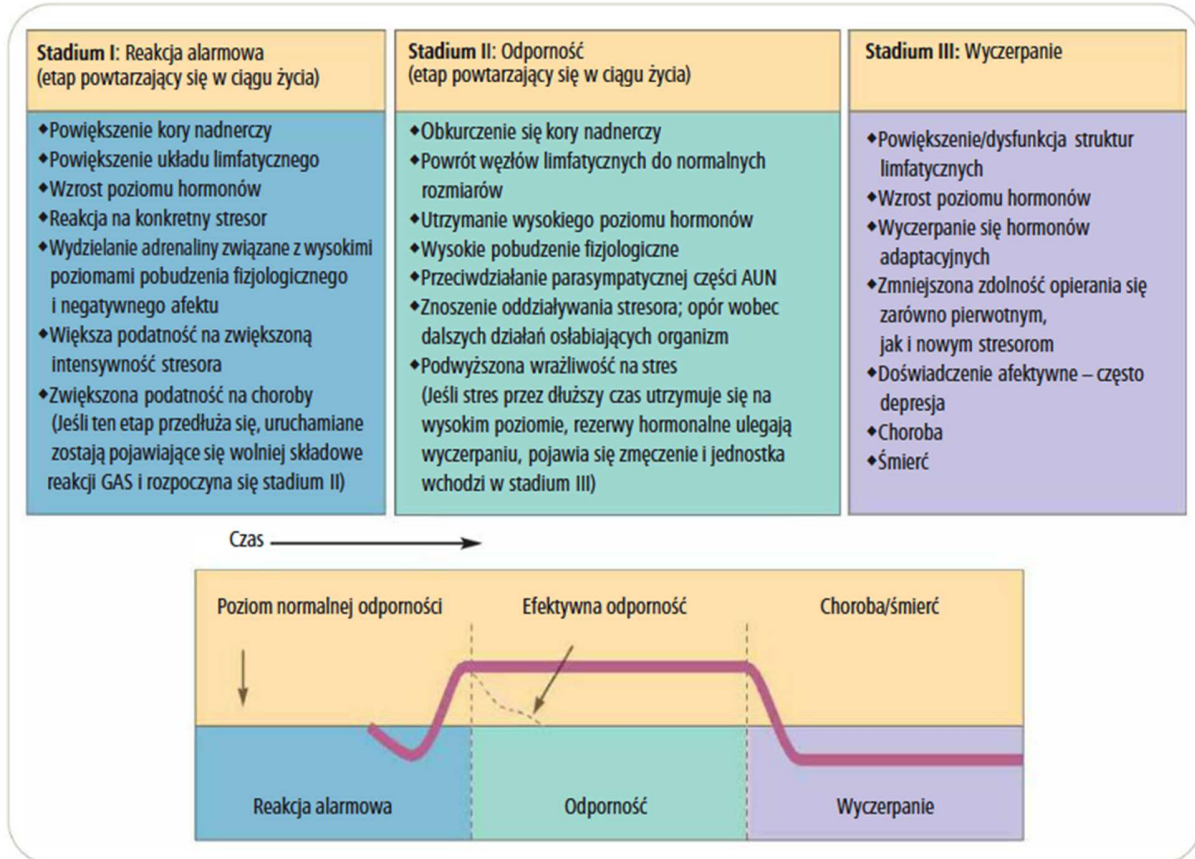 Stadium I: Reakcja alarmowa
(etap powtarzający się w ciągu życia)
◆Powiększenie kory nadnerczy
◆Powiększenie układu limfatycznego
◆Wzrost poziomu hormonów
◆Reakcja na konkretny stresor
◆Wydzielanie adrenaliny związane z wysokimi
poziomami pobudzenia fizjologicznego
i negatywnego afektu
◆Większa podatność na zwiększoną
intensywność stresora
◆Zwiększona podatność na choroby
(Jeśli ten etap przedłuża się, uruchamiane
zostają pojawiające się wolniej składowe
reakcji GAS i rozpoczyna się stadium II)
Stadium II: Odporność
(etap powtarzający się w ciągu życia)
◆Obkurczenie się kory nadnerczy
◆Powrót węzłów limfatycznych do normalnych
rozmiarów
◆Utrzymanie wysokiego poziomu hormonów
◆Wysokie pobudzenie fizjologiczne
◆Przeciwdziałanie parasympatycznej części AUN
◆Znoszenie oddziaływania stresora; opór wobec
dalszych działań osłabiających organizm
◆Podwyższona wrażliwość na stres
(Jeśli stres przez dłuższy czas utrzymuje się na
wysokim poziomie, rezerwy hormonalne ulegają
wyczerpaniu, pojawia się zmęczenie i jednostka
wchodzi w stadium III)
Stadium III: Wyczerpanie
◆Powiększenie/dysfunkcja struktur
limfatycznych
◆Wzrost poziomu hormonów
◆Wyczerpanie się hormonów
adaptacyjnych
◆Zmniejszona zdolność opierania się
zarówno pierwotnym,
jak i nowym stresorom
◆Doświadczenie afektywne – często
depresja
◆Choroba
◆Śmierć
Czas
Poziom normalnej odporności
Efektywna odporność
Choroba/śmierć
Reakcja alarmowa
Odporność
Wyczerpanie